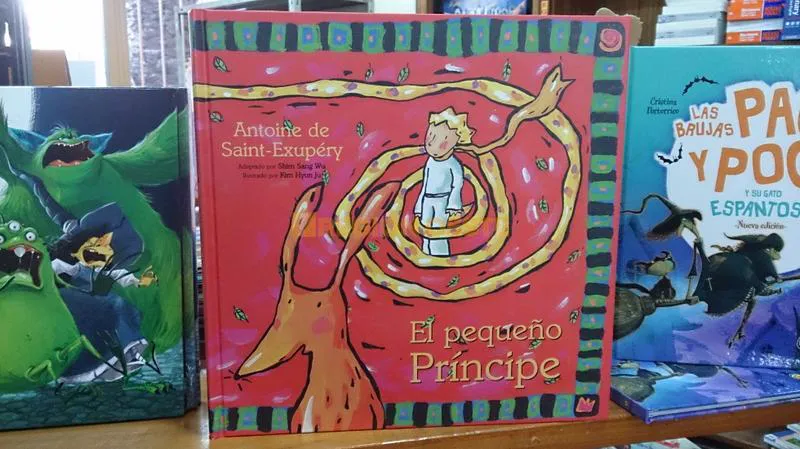 Antoine de
Saint-Exupéry
Adaptado por Shim Sang Wu
Ilustrado por Kim Hyun Ju
El pequeño
Príncipe
Cristina
Portorrico
LAS
BRUJAS
PA
Y POC
Y SU GATO
ESPANTOS
-Nueva edición-